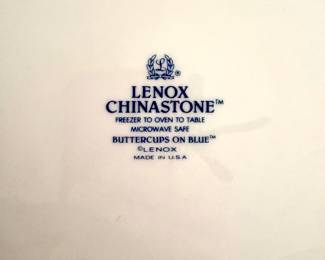 L ®
LENOX
CHINASTONE™
FREEZER TO OVEN TO TABLE
MICROWAVE SAFE
BUTTERCUPS ON BLUE™
©LENOX
MADE IN U.S.A